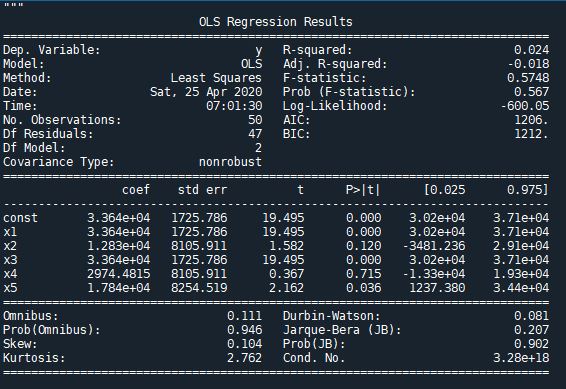 """
OLS Regression Results
==============================================================================
Dep. Variable: y R-squared: 0.024
Model: OLS Adj. R-squared: -0.018
Method: Least Squares F-statistic: 0.5748
Date: Sat, 25 Apr 2020 Prob (F-statistic): 0.567
Time: 07:01:30 Log-Likelihood: -600.05
No. Observations: 50 AIC: 1206.
Df Residuals: 47 BIC: 1212.
Df Model: 2
Covariance Type: nonrobust
==============================================================================
coef std err t P>|t| [0.025 0.975]
------------------------------------------------------------------------------
const 3.364e+04 1725.786 19.495 0.000 3.02e+04 3.71e+04
x1 3.364e+04 1725.786 19.495 0.000 3.02e+04 3.71e+04
x2 1.283e+04 8105.911 1.582 0.120 -3481.236 2.91e+04
x3 3.364e+04 1725.786 19.495 0.000 3.02e+04 3.71e+04
x4 2974.4815 8105.911 0.367 0.715 -1.33e+04 1.93e+04
x5 1.784e+04 8254.519 2.162 0.036 1237.380 3.44e+04
==============================================================================
Omnibus: 0.111 Durbin-Watson: 0.081
Prob(Omnibus): 0.946 Jarque-Bera (JB): 0.207
Skew: 0.104 Prob(JB): 0.902
Kurtosis: 2.762 Cond. No. 3.28e+18
==============================================================================